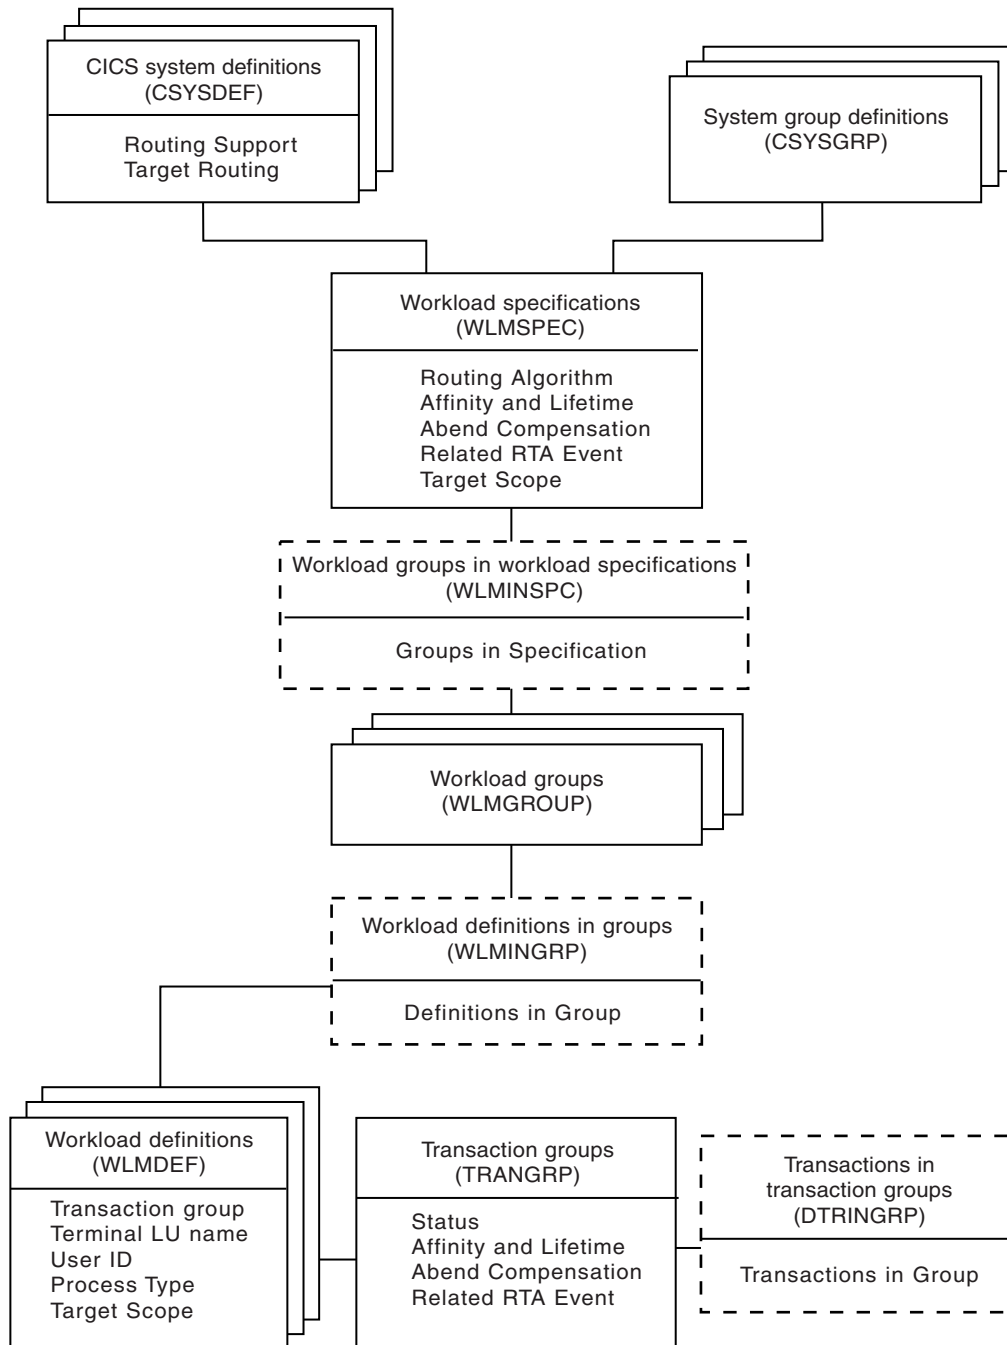 CICS system definitions
(CSYSDEF)
Routing Support
Target Routing
System group definitions
(CSYSGRP)
Workload specifications
(WLMSPEC)
Routing Algorithm
Affinity and Lifetime
Abend Compensation
Related RTA Event
Target Scope
Workload groups in workload specifications
(WLMINSPC)
Groups in Specification
Workload groups
(WLMGROUP)
Workload definitions in groups
(WLMINGRP)
Definitions in Group
Workload definitions
(WLMDEF)
Transaction group
Terminal LU name
User ID
Process Type
Target Scope
Transaction groups
(TRANGRP)
Status
Affinity and Lifetime
Abend Compensation
Related RTA Event
Transactions in
transaction groups
(DTRINGRP)
Transactions in Group